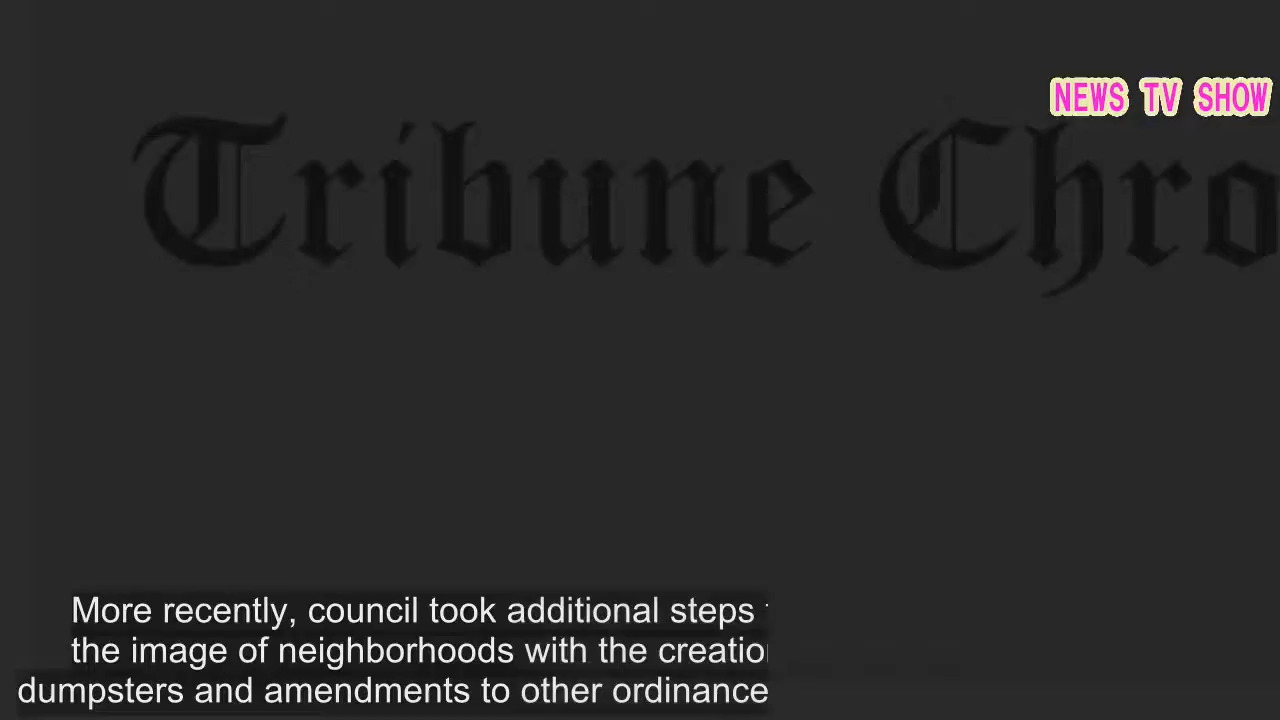 NEWS TV SHOW
Tribune Chro
More recently, council took additional steps
the image of neighborhoods with the creatio
dumpsters and amendments to other ordinance